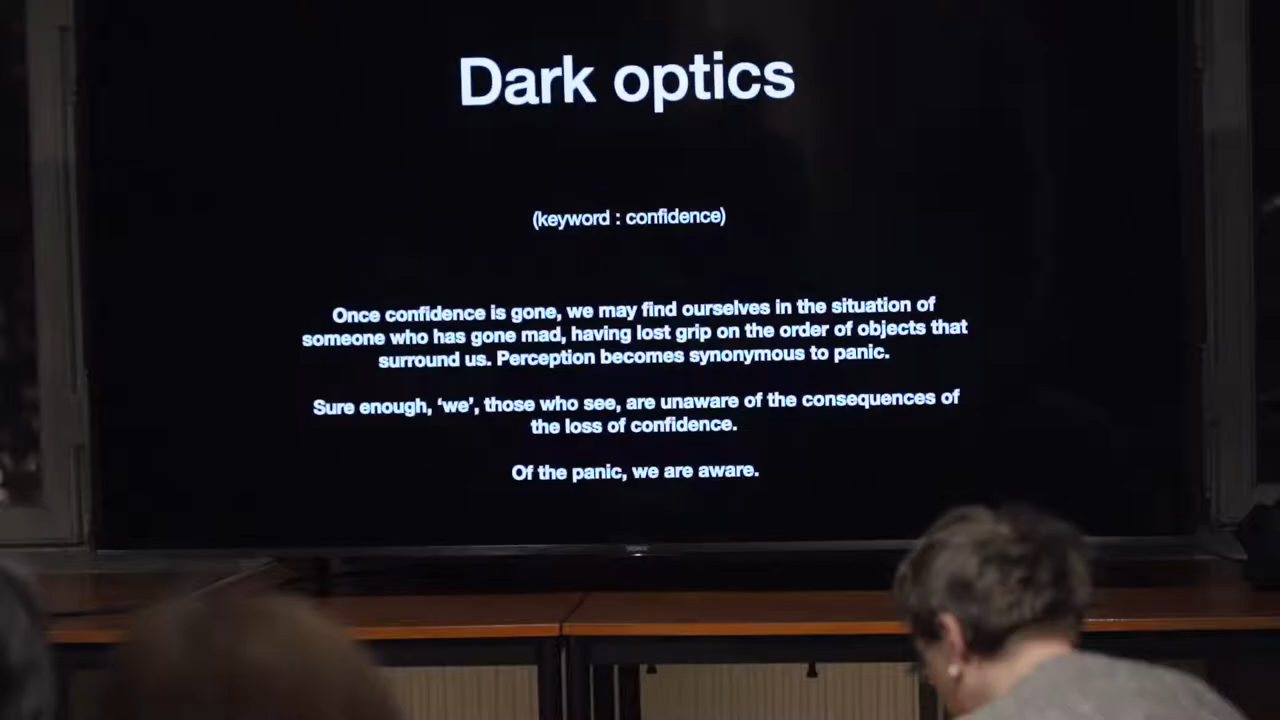 Dark optics
(keyword : confidence)
Once confidence is gone, we may find ourselves in the situation of
someone who has gone mad, having lost grip on the order of objects that
surround us. Perception becomes synonymous to panic.
Sure enough, ‘we’, those who see, are unaware of the consequences of
the loss of confidence.
Of the panic, we are aware.